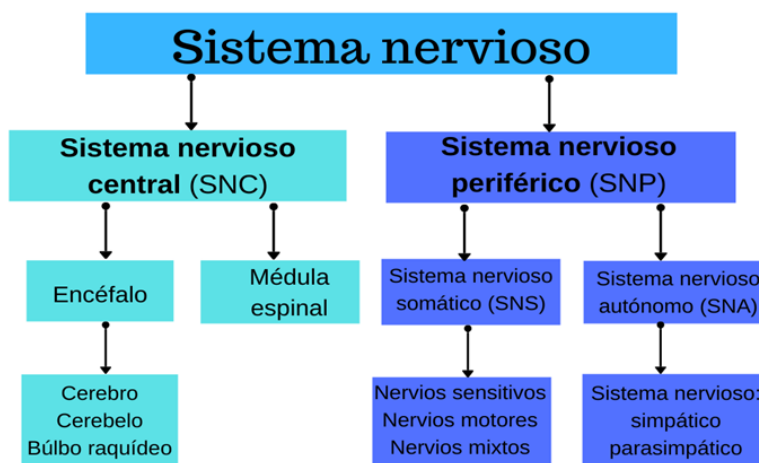 Sistema nervioso
Sistema nervioso
central (SNC)
Sistema nervioso
periférico (SNP)
Encéfalo
Médula
espinal
Sistema nervioso
somático (SNS)
Sistema nervioso
autónomo (SNA)
Cerebro
Cerebelo
Búlbo raquídeo
Nervios sensitivos
Nervios motores
Nervios mixtos
Sistema nervioso:
simpático
parasimpático